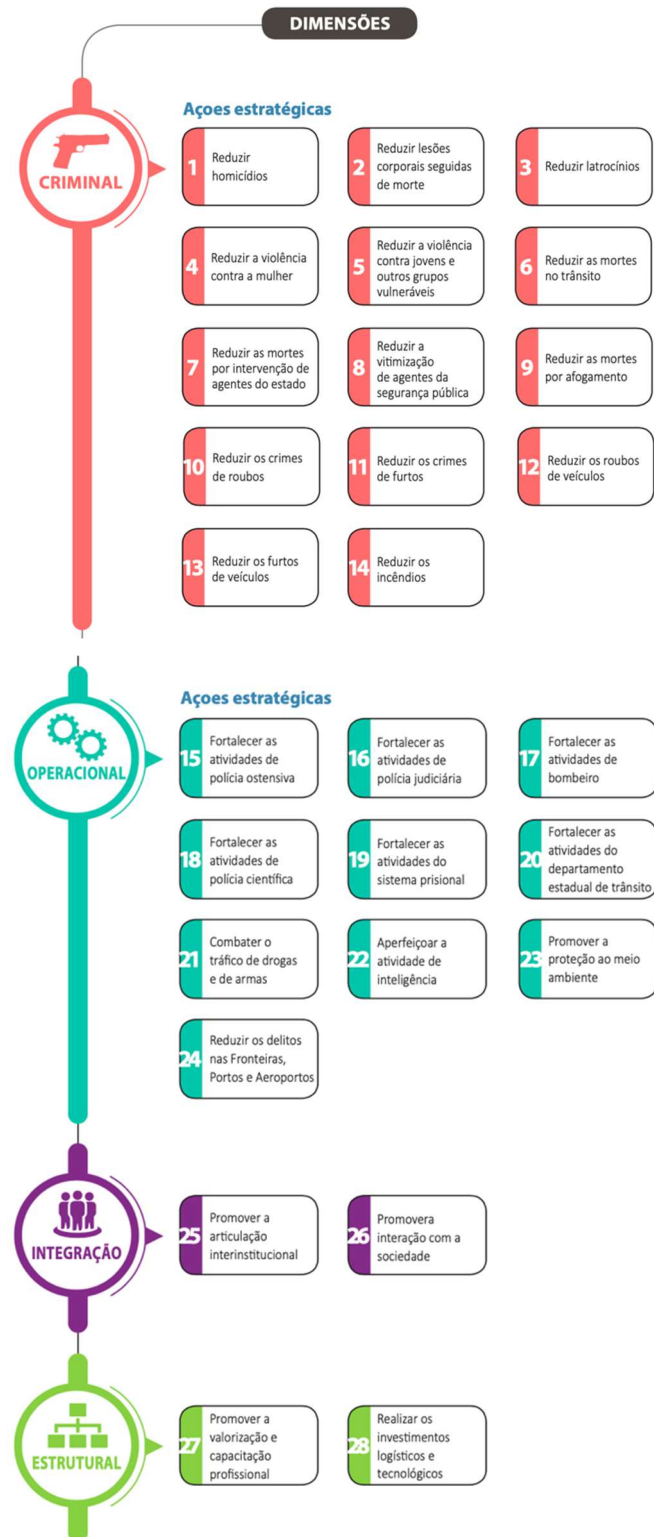 DIMENSÕES
CRIMINAL
Açoes estratégicas
1
Reduzir
homicídios
2
Reduzir lesões
corporais seguidas
de morte
3
Reduzir latrocínios
4
Reduzir a violência
contra a mulher
5
Reduzir a violência
contra jovens e
outros grupos
vulneráveis
6
Reduzir as mortes
no trânsito
7
Reduzir as mortes
por intervenção de
agentes do estado
8
Reduzir a
vitimização
de agentes da
segurança pública
9
Reduzir as mortes
por afogamento
10
Reduzir os crimes
de roubos
11
Reduzir os crimes
de furtos
12
Reduzir os roubos
de veículos
13
Reduzir os furtos
de veículos
14
Reduzir os
incêndios
OPERACIONAL
Açoes estratégicas
15
Fortalecer as
atividades de
polícia ostensiva
16
Fortalecer as
atividades de
polícia judiciária
17
Fortalecer as
atividades de
bombeiro
18
Fortalecer as
atividades de
polícia científica
19
Fortalecer as
atividades do
sistema prisional
20
Fortalecer as
atividades do
departamento
estadual de trânsito
21
Combater o
tráfico de drogas
e de armas
22
Aperfeiçoar a
atividade de
inteligência
23
Promover a
proteção ao meio
ambiente
24
Reduzir os delitos
nas Fronteiras,
Portos e Aeroportos
INTEGRAÇÃO
25
Promover a
articulação
interinstitucional
26
Promovera
interação com a
sociedade
ESTRUTURAL
27
Promover a
valorização e
capacitação
profissional
28
Realizar os
investimentos
logísticos e
tecnológicos